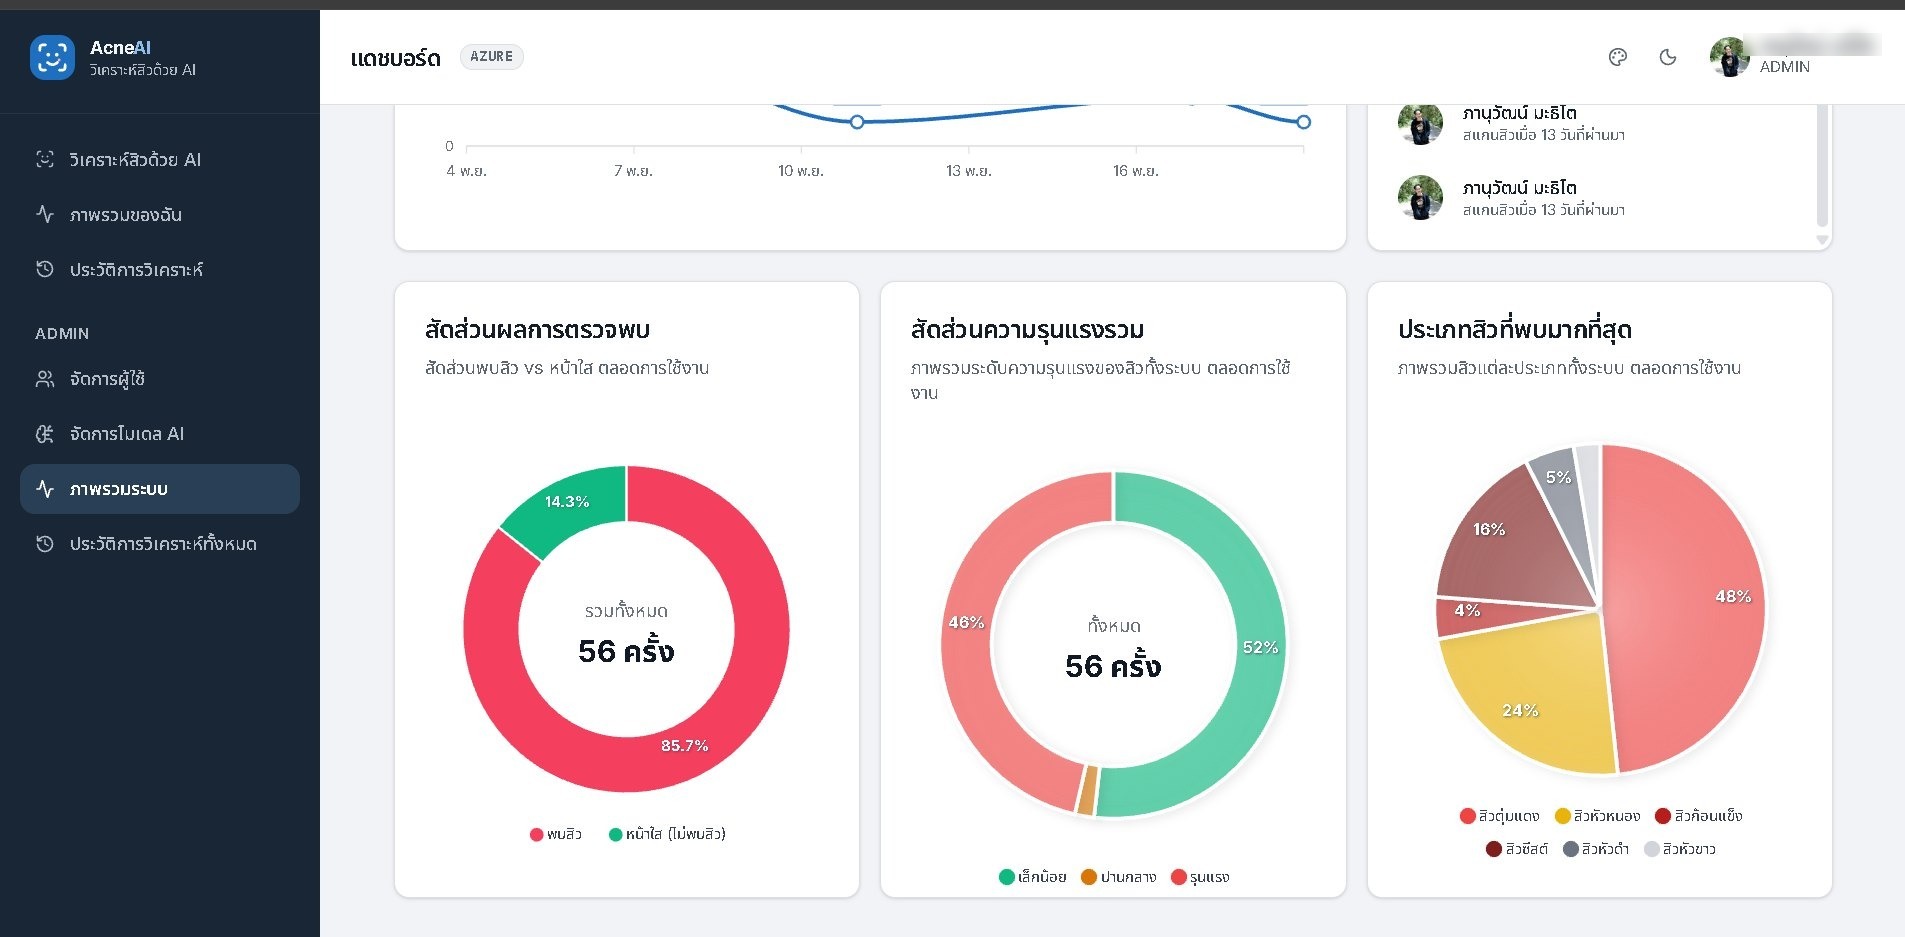 AcneAI
วิเคราะห์สิวด้วย AI
วิเคราะห์สิวด้วย AI
ภาพรวมของฉัน
ประวัติการวิเคราะห์
ADMIN
จัดการผู้ใช้
จัดการโมเดล AI
ภาพรวมระบบ
ประวัติการวิเคราะห์ทั้งหมด
แดชบอร์ด
AZURE
ADMIN
0
4 พ.ย.
7 พ.ย.
10 พ.ย.
13 พ.ย.
16 พ.ย.
ภานุวัฒน์ มะธิโต
สแกนสิวเมื่อ 13 วันที่ผ่านมา
ภานุวัฒน์ มะธิโต
สแกนสิวเมื่อ 13 วันที่ผ่านมา
สัดส่วนผลการตรวจพบ
สัดส่วนพบสิว vs หน้าใส ตลอดการใช้งาน
14.3%
รวมทั้งหมด
56 ครั้ง
85.7%
พบสิว
หน้าใส (ไม่พบสิว)
สัดส่วนความรุนแรงรวม
ภาพรวมระดับความรุนแรงของสิวทั้งระบบ ตลอดการใช้
งาน
46%
ทั้งหมด
56 ครั้ง
52%
เล็กน้อย
ปานกลาง
รุนแรง
ประเภทสิวที่พบมากที่สุด
ภาพรวมสิวแต่ละประเภททั้งระบบ ตลอดการใช้งาน
5%
16%
48%
4%
24%
สิวตุ่มแดง
สิวหัวหนอง
สิวก้อนแข็ง
สิวซีสต์
สิวหัวดำ
สิวหัวขาว